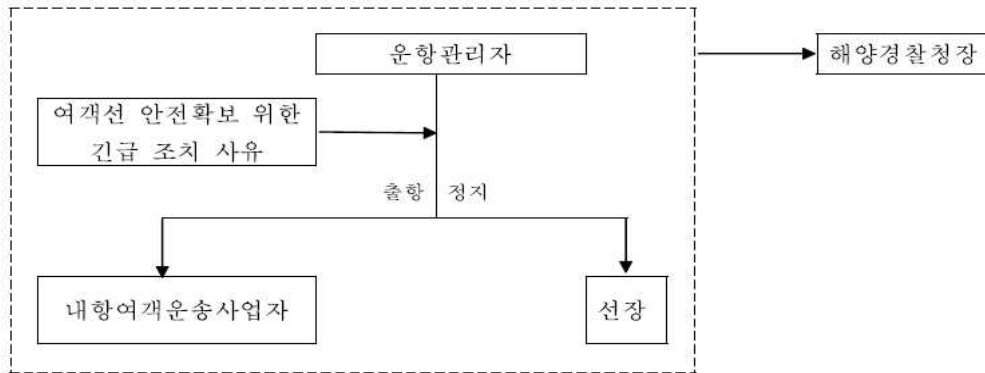 운항관리자
해양경찰청장
여객선 안전확보 위한
긴급 조치 사유
출항 정지
내항여객운송사업자
선장